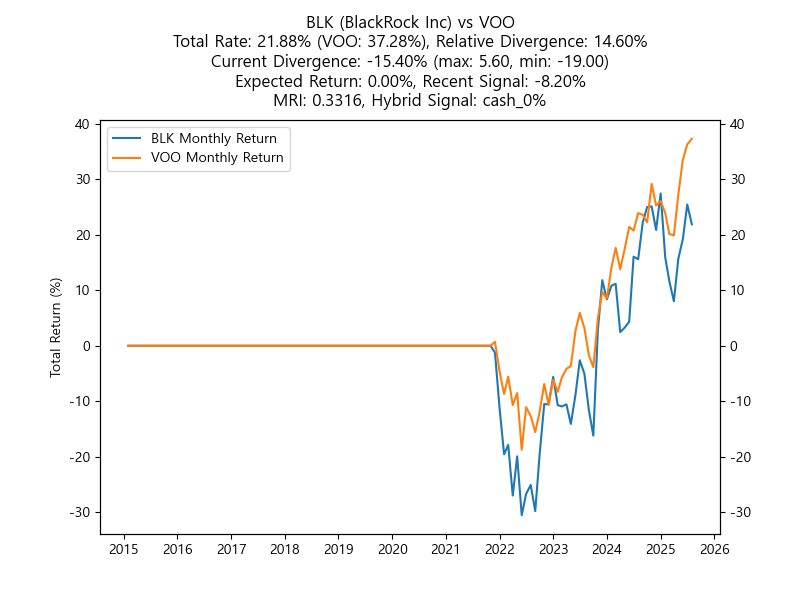 BLK (BlackRock Inc) vs VOO
Total Rate: 21.88% (VOO: 37.28%), Relative Divergence: 14.60%
Current Divergence: -15.40% (max: 5.60, min: -19.00)
Expected Return: 0.00%, Recent Signal: -8.20%
MRI: 0.3316, Hybrid Signal: cash_0%
BLK Monthly Return
VOO Monthly Return
Total Return (%)
40
30
20
10
0
-10
-20
-30
40
30
20
10
0
-10
-20
-30
2015 2016 2017 2018 2019 2020 2021 2022 2023 2024 2025 2026